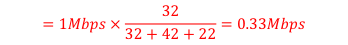 = 1Mbps × 32 / (32 + 42 + 22) = 0.33Mbps